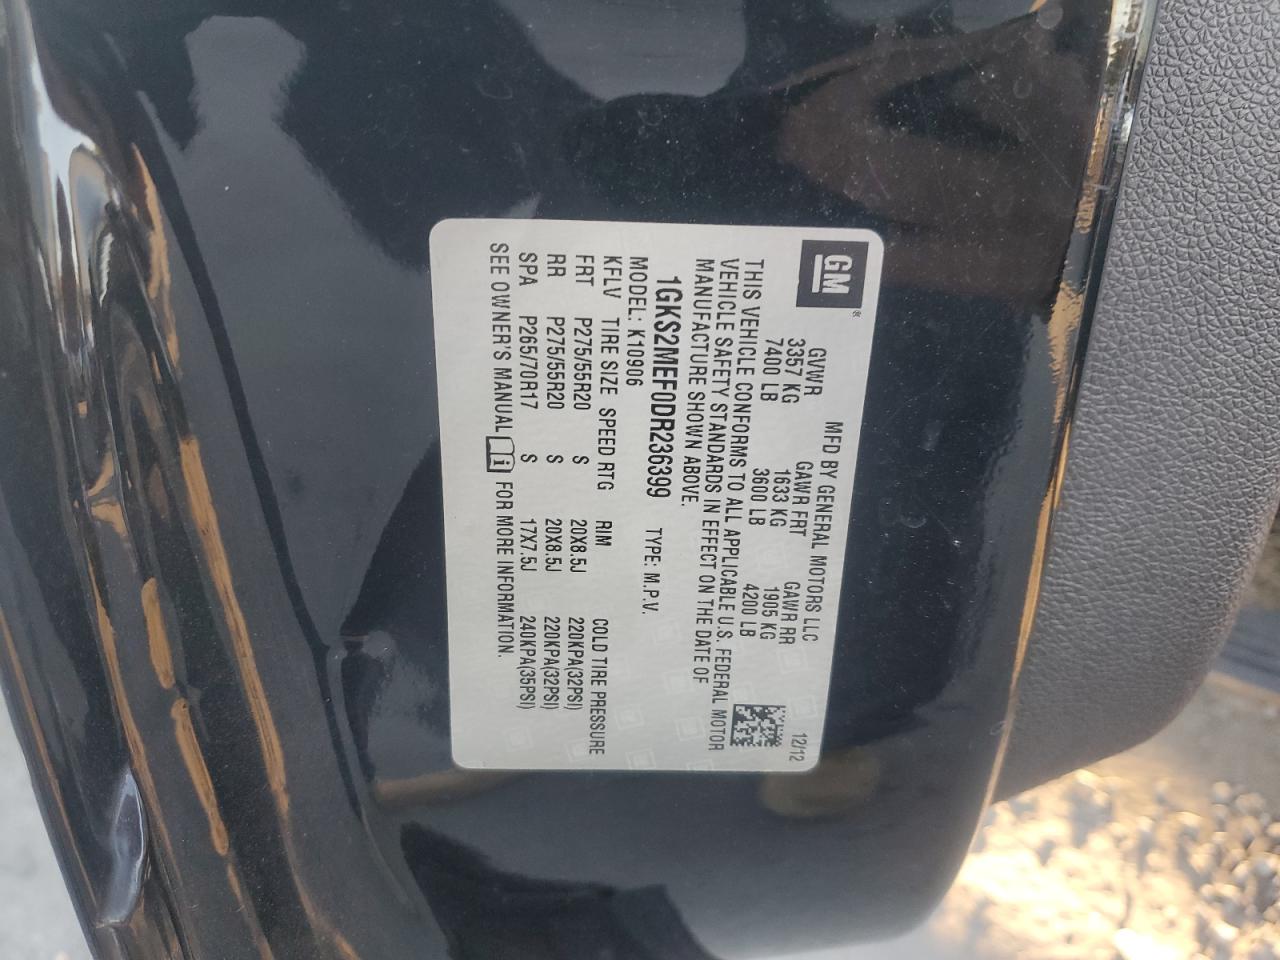 GM ®
MFD BY GENERAL MOTORS LLC 12/12
GVWR GAWR FRT GAWR RR
3357 KG 1633 KG 1905 KG
7400 LB 3600 LB 4200 LB
THIS VEHICLE CONFORMS TO ALL APPLICABLE U.S. FEDERAL MOTOR
VEHICLE SAFETY STANDARDS IN EFFECT ON THE DATE OF
MANUFACTURE SHOWN ABOVE.
1GKS2MEF0DR236399 TYPE: M.P.V.
MODEL: K10906
KFLV TIRE SIZE SPEED RTG RIM COLD TIRE PRESSURE
FRT P275/55R20 S 20X8.5J 220KPA(32PSI)
RR P275/55R20 S 20X8.5J 220KPA(32PSI)
SPA P265/70R17 S 17X7.5J 240KPA(35PSI)
SEE OWNER'S MANUAL i FOR MORE INFORMATION.